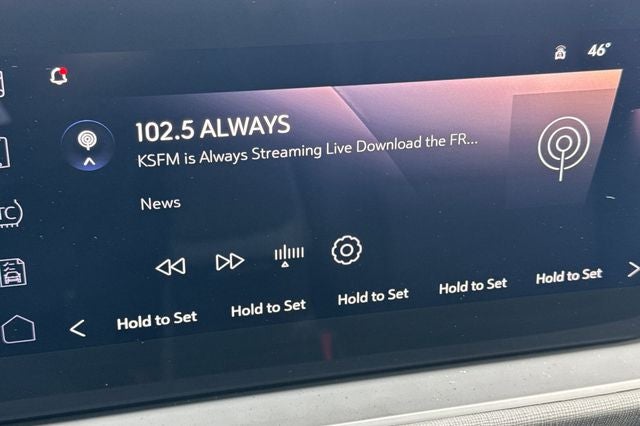 46°
102.5 ALWAYS
KSFM is Always Streaming Live Download the FR...
News
TC
Hold to Set Hold to Set Hold to Set Hold to Set Hold to Set